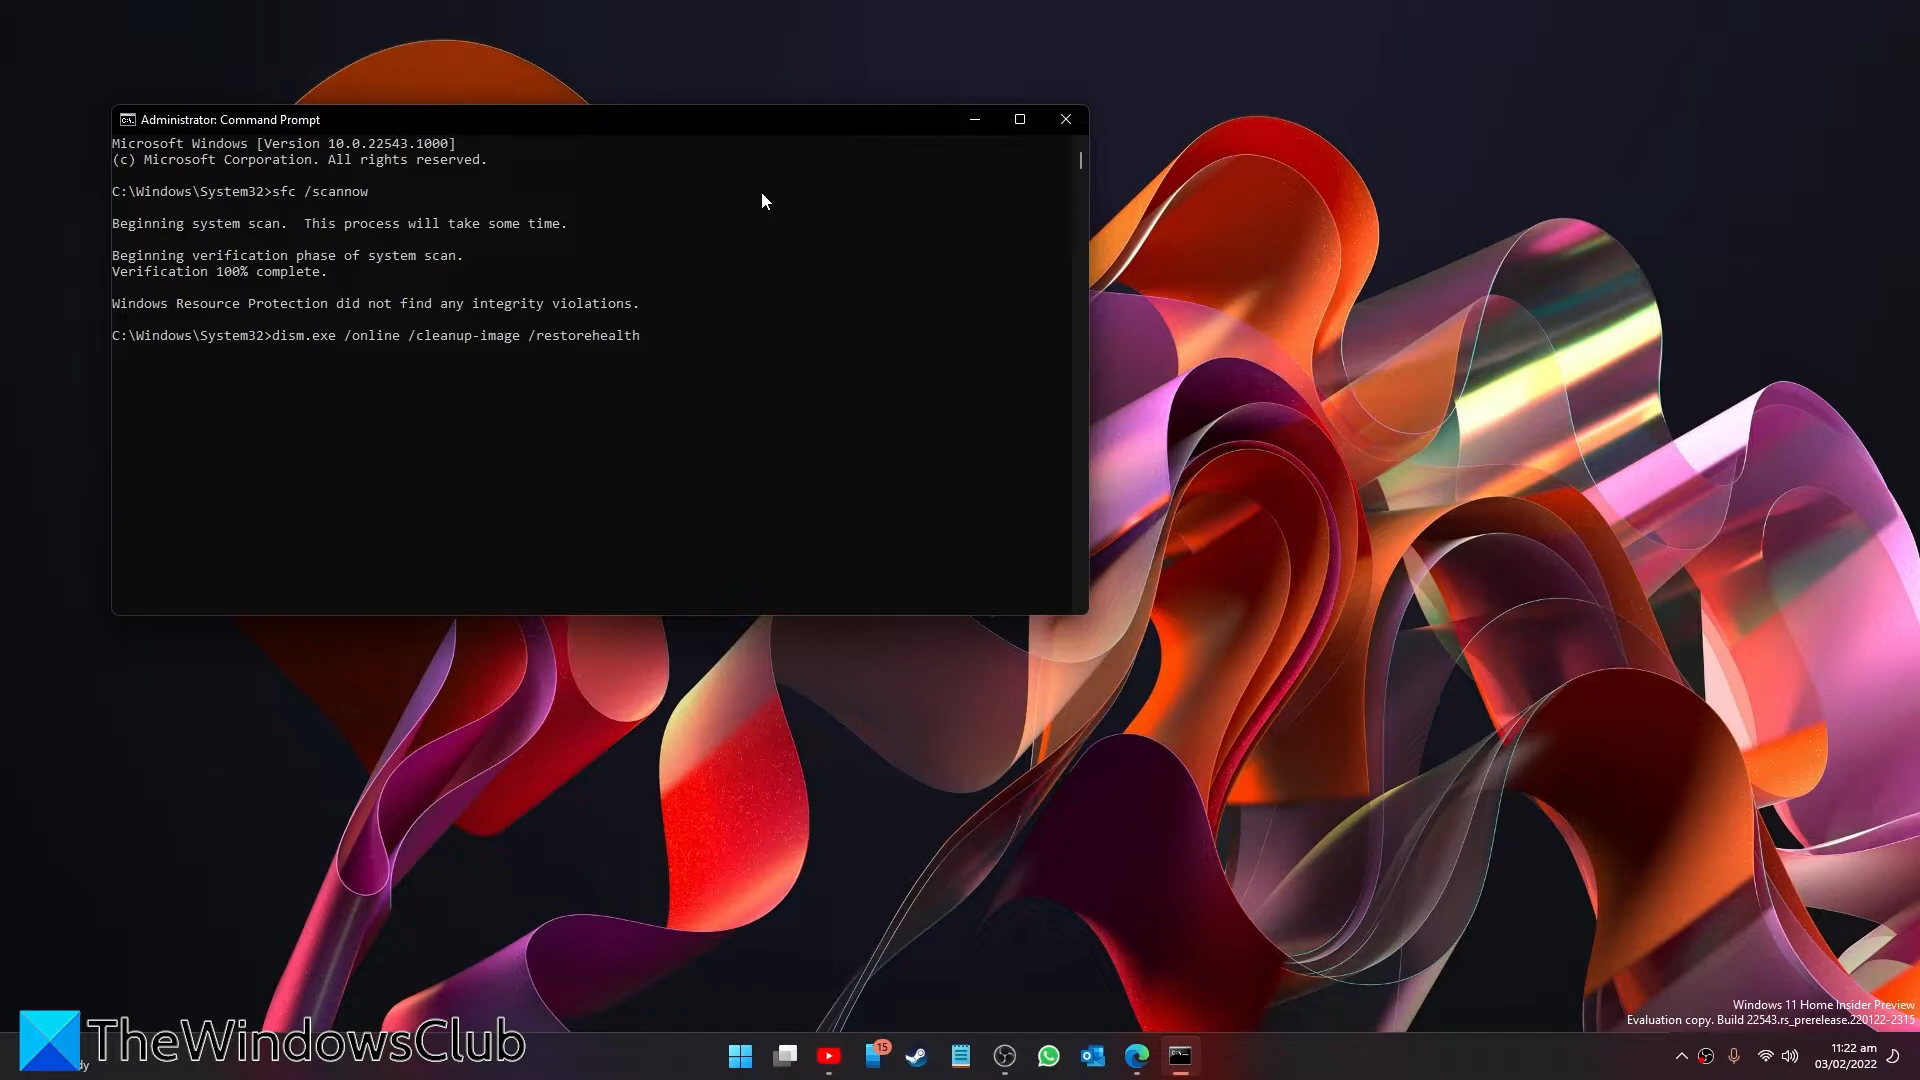 Administrator: Command Prompt
Microsoft Windows [Version 10.0.22543.1000]
(c) Microsoft Corporation. All rights reserved.
C:\Windows\System32>sfc /scannow
Beginning system scan.  This process will take some time.
Beginning verification phase of system scan.
Verification 100% complete.
Windows Resource Protection did not find any integrity violations.
C:\Windows\System32>dism.exe /online /cleanup-image /restorehealth
Windows 11 Home Insider Preview
Evaluation copy. Build 22543.rs_prerelease.220122-2315
TheWindowsClub
15
11:22 am
03/02/2022